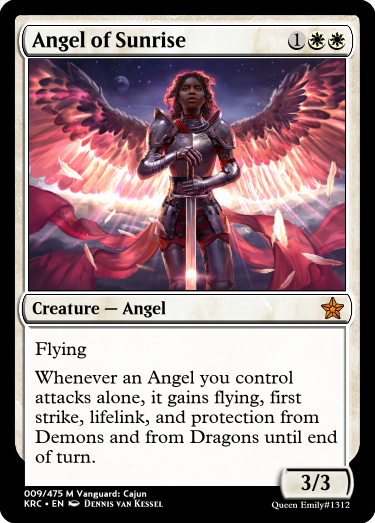 Angel of Sunrise 1WW
Creature — Angel
Flying
Whenever an Angel you control
attacks alone, it gains flying, first
strike, lifelink, and protection from
Demons and from Dragons until end
of turn.
3/3
009/475 M Vanguard: Cajun
KRC • EN Dennis van Kessel
Queen Emily#1312